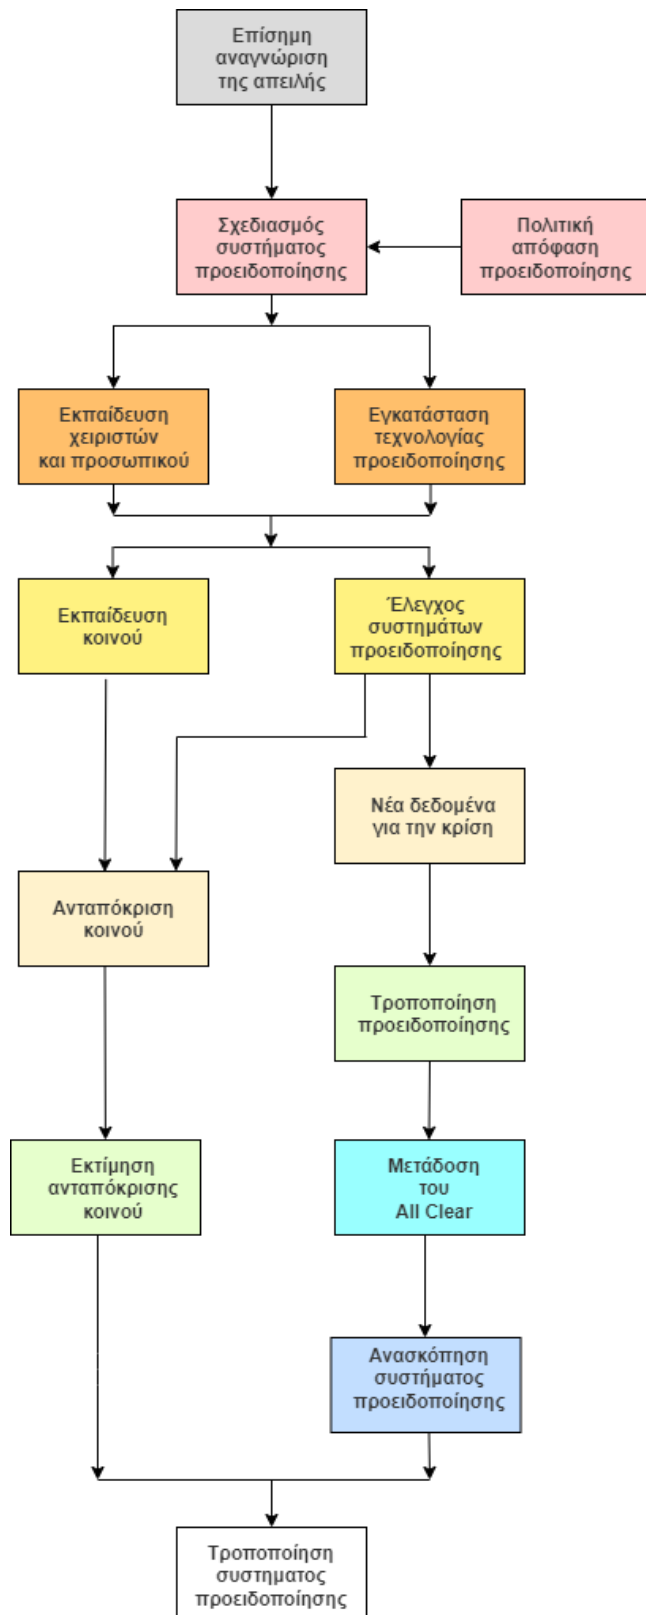 Επίσημη
αναγνώριση
της απειλής
Σχεδιασμός
συστήματος
προειδοποίησης
Πολιτική
απόφαση
προειδοποίησης
Εκπαίδευση
χειριστών
και προσωπικού
Εγκατάσταση
τεχνολογίας
προειδοποίησης
Εκπαίδευση
κοινού
Έλεγχος
συστημάτων
προειδοποίησης
Νέα δεδομένα
για την κρίση
Ανταπόκριση
κοινού
Τροποποίηση
προειδοποίησης
Εκτίμηση
ανταπόκρισης
κοινού
Μετάδοση
του
All Clear
Ανασκόπηση
συστήματος
προειδοποίησης
Τροποποίηση
συστηματος
προειδοποίησης